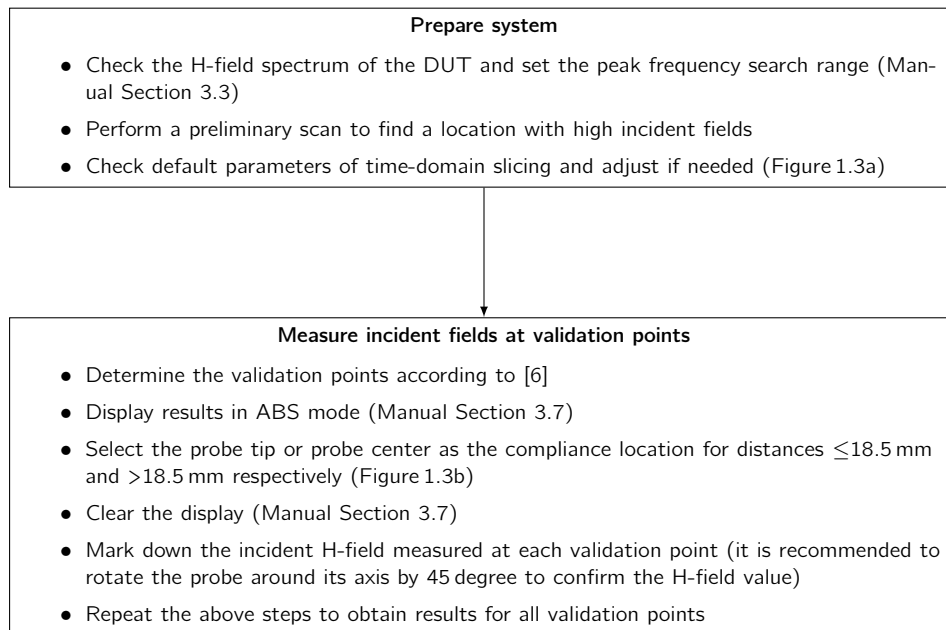 Prepare system
• Check the H-field spectrum of the DUT and set the peak frequency search range (Man-
ual Section 3.3)
• Perform a preliminary scan to find a location with high incident fields
• Check default parameters of time-domain slicing and adjust if needed (Figure 1.3a)
Measure incident fields at validation points
• Determine the validation points according to [6]
• Display results in ABS mode (Manual Section 3.7)
• Select the probe tip or probe center as the compliance location for distances ≤18.5 mm
and >18.5 mm respectively (Figure 1.3b)
• Clear the display (Manual Section 3.7)
• Mark down the incident H-field measured at each validation point (it is recommended to
rotate the probe around its axis by 45 degree to confirm the H-field value)
• Repeat the above steps to obtain results for all validation points